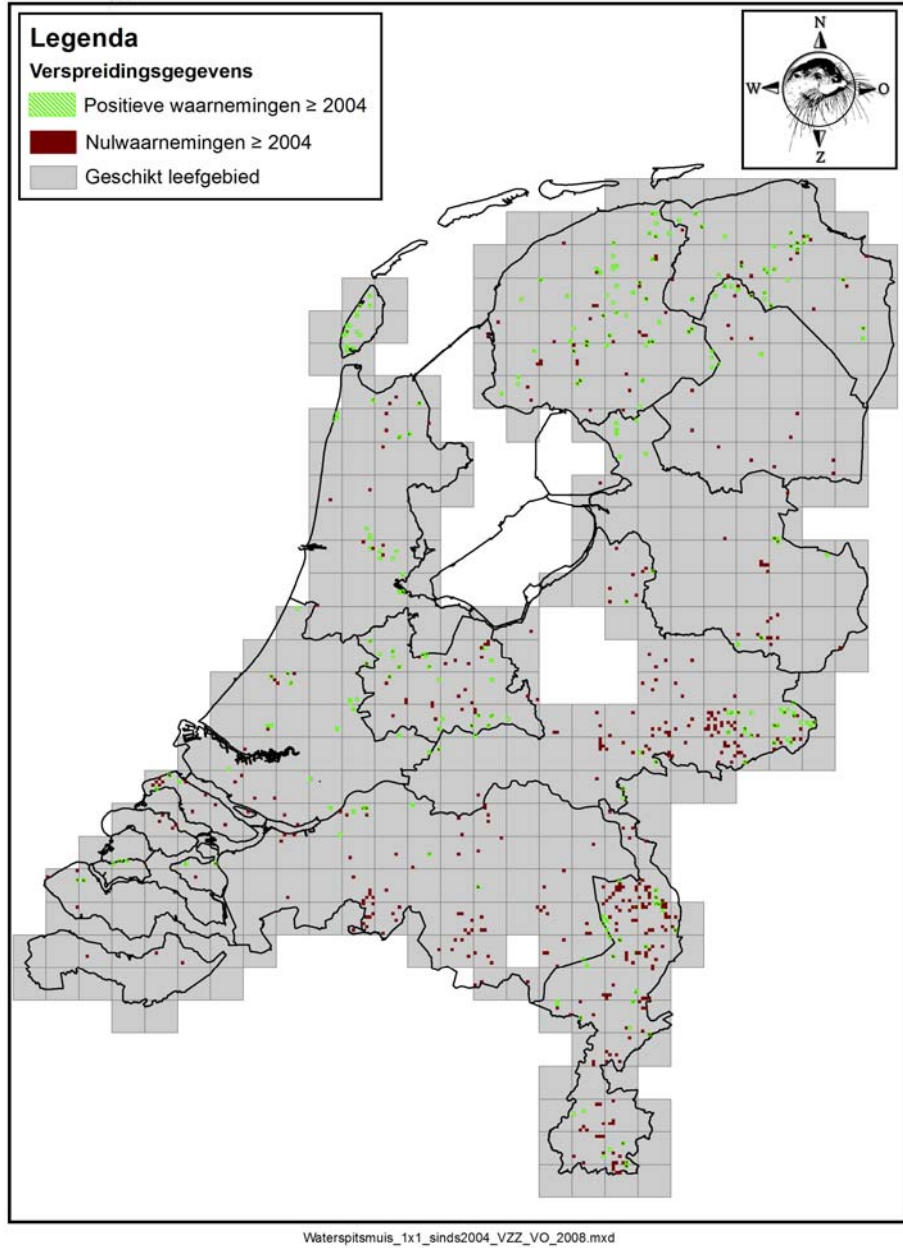 Legenda
Verspreidingsgegevens
Positieve waarnemingen ≥ 2004
Nulwaarnemingen ≥ 2004
Geschikt leefgebied
N
W O
Z
Waterspitsmuis_1x1_sinds2004_VZZ_VO_2008.mxd